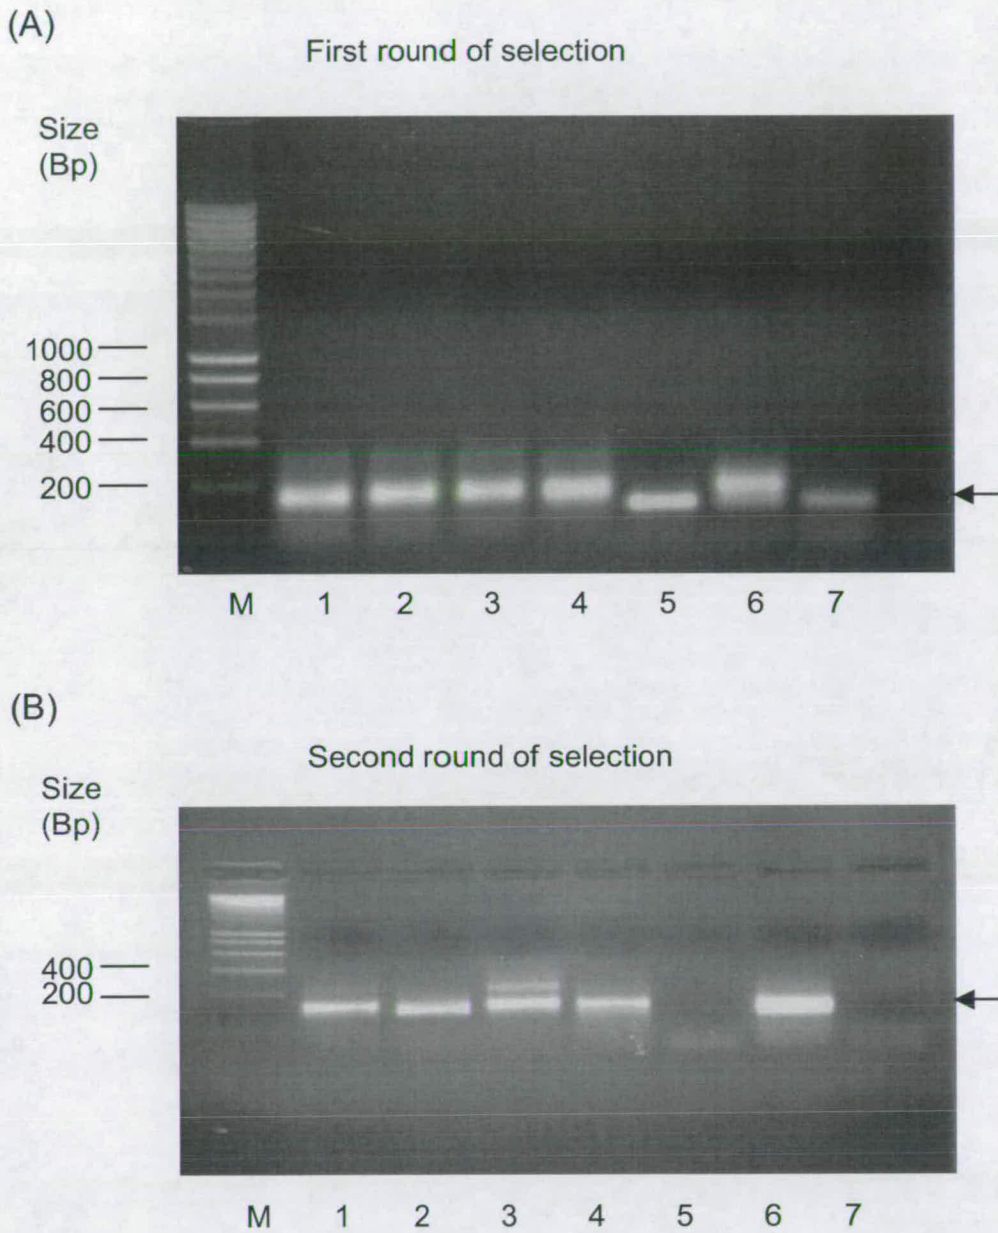 (A)
First round of selection
Size
(Bp)
1000
800
600
400
200
M 1 2 3 4 5 6 7
(B)
Second round of selection
Size
(Bp)
400
200
M 1 2 3 4 5 6 7